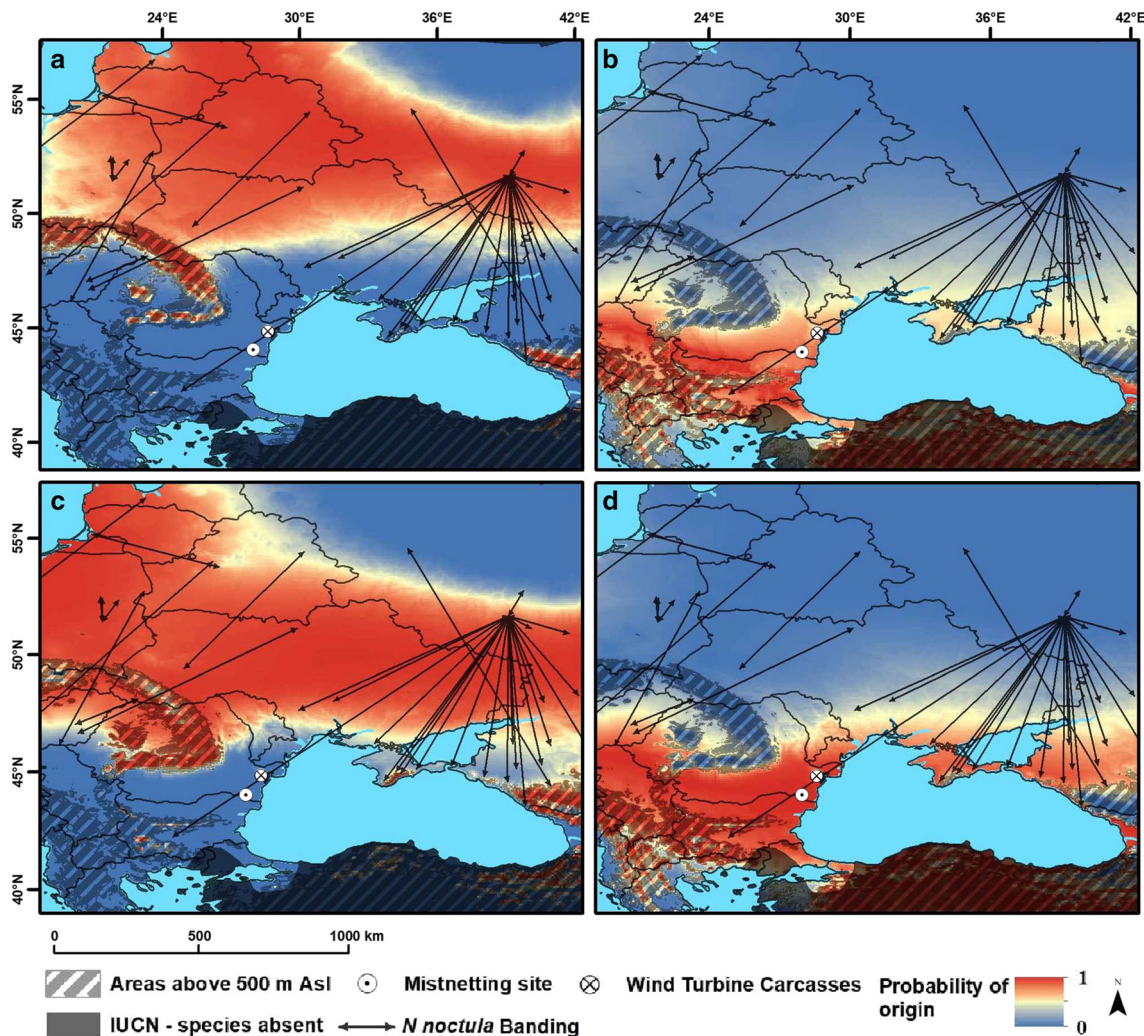 24°E 30°E 36°E 42°E 24°E 30°E 36°E 42°E
a
b
55°N
50°N
45°N
40°N
c
d
55°N
50°N
45°N
40°N
0 500 1000 km
Areas above 500 m Asl
Mistnetting site
Wind Turbine Carcasses
Probability of origin
1
0
N
IUCN - species absent
N noctula Banding